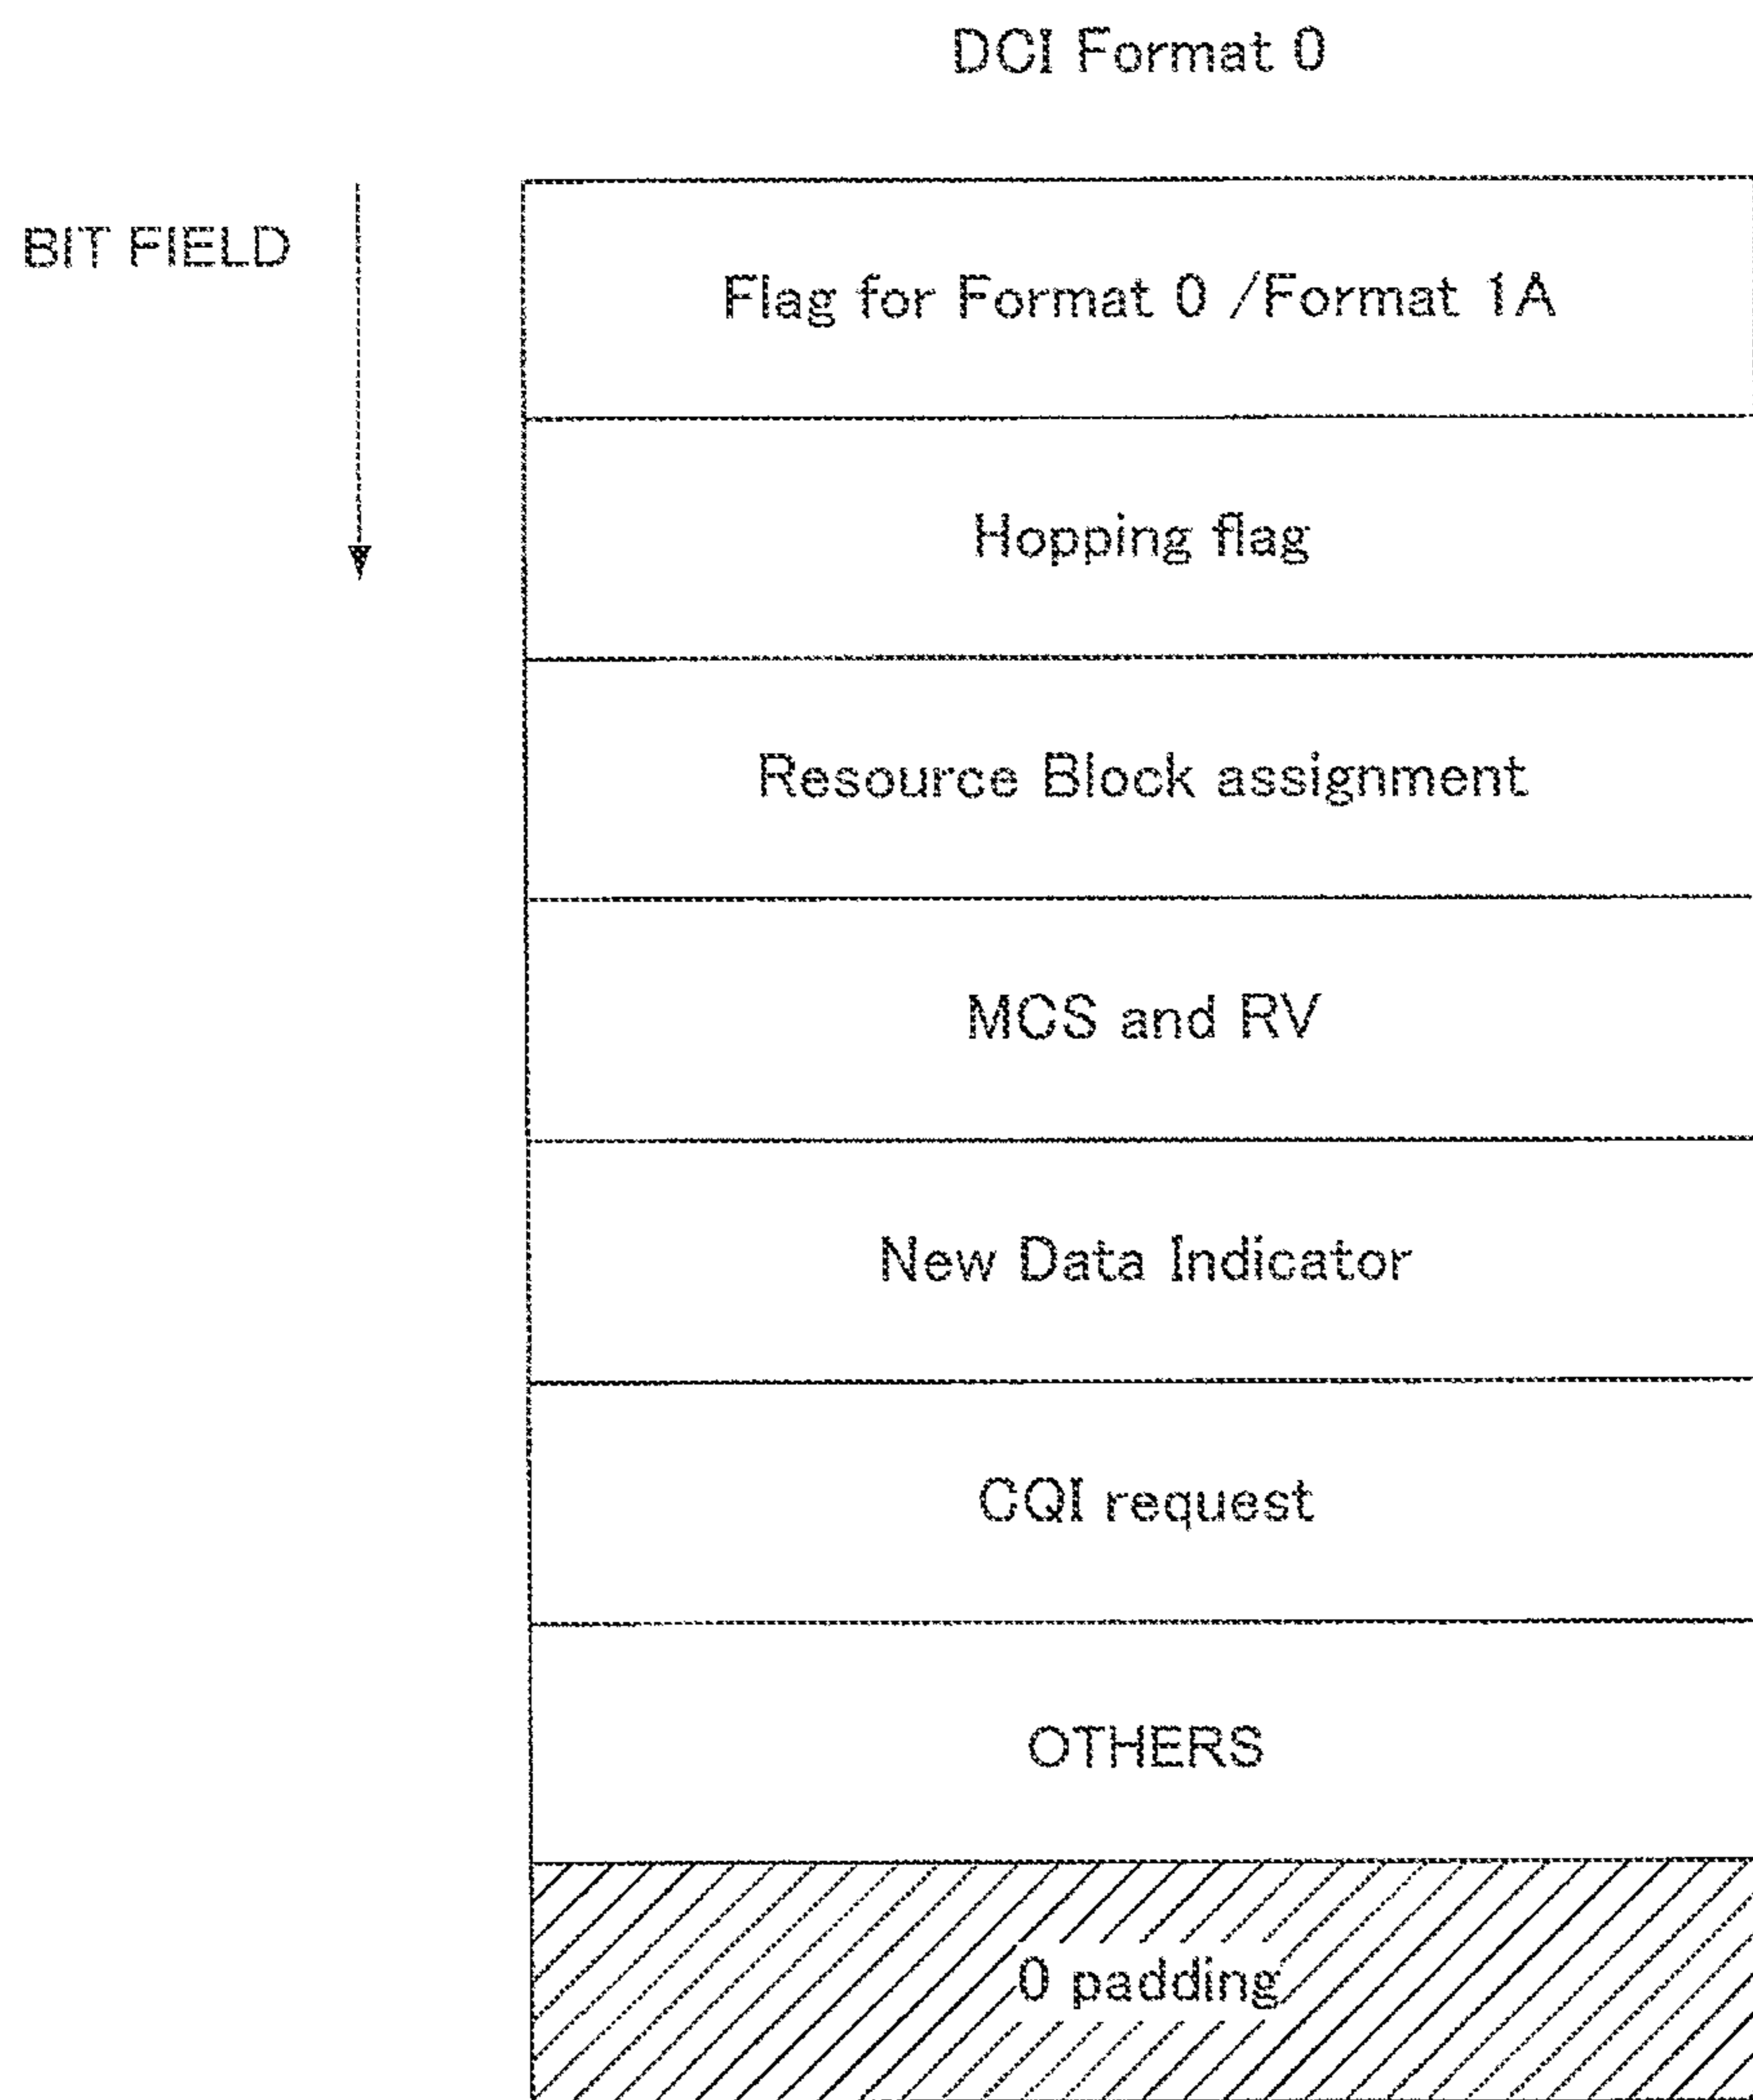 DCI Format 0
BIT FIELD
Flag for Format 0 /Format 1A
Hopping flag
Resource Block assignment
MCS and RV
New Data Indicator
CQI request
OTHERS
0 padding